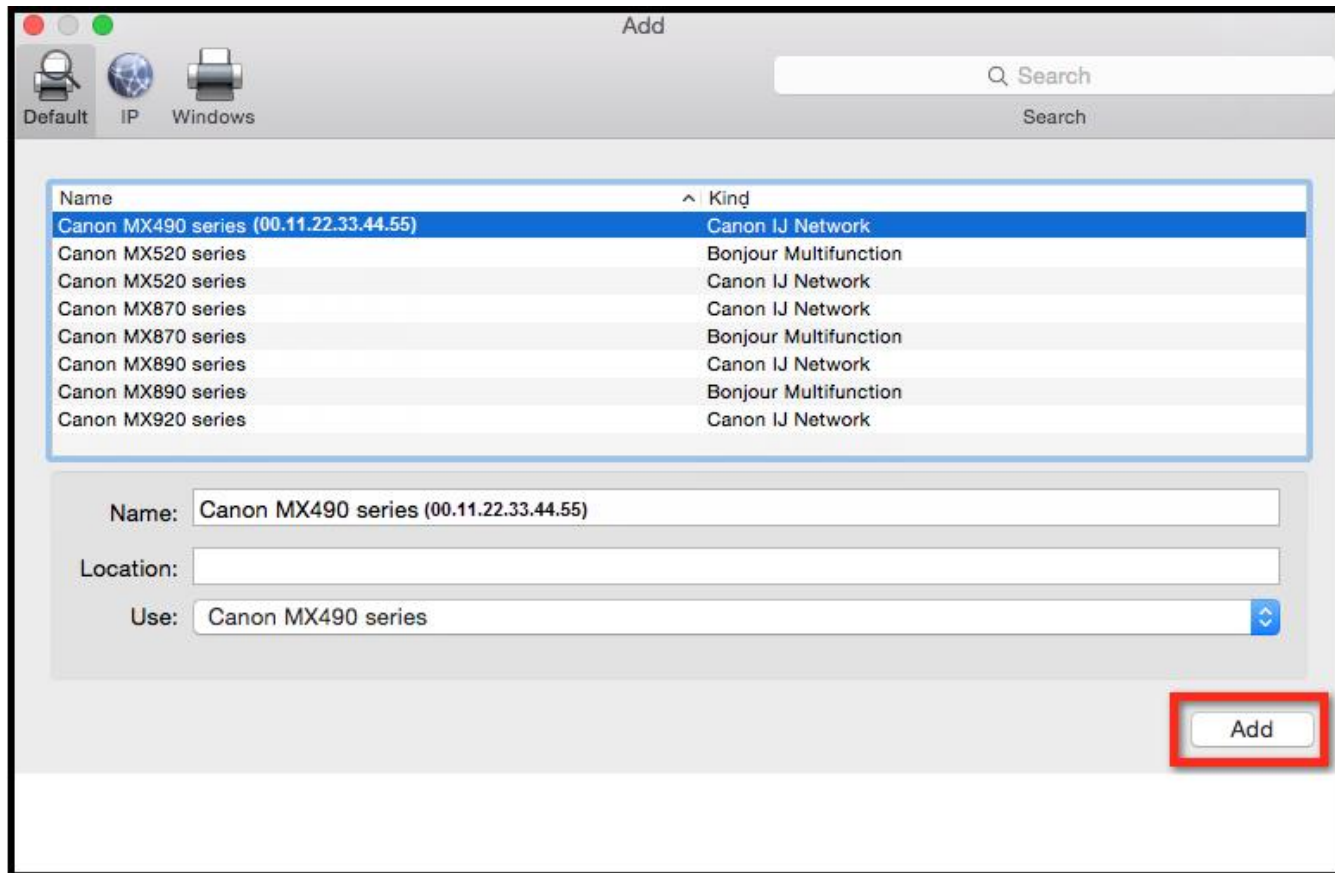 Add
Search
Default IP Windows Search
Name Kind
Canon MX490 series (00.11.22.33.44.55) Canon IJ Network
Canon MX520 series Bonjour Multifunction
Canon MX520 series Canon IJ Network
Canon MX870 series Canon IJ Network
Canon MX870 series Bonjour Multifunction
Canon MX890 series Canon IJ Network
Canon MX890 series Bonjour Multifunction
Canon MX920 series Canon IJ Network
Name: Canon MX490 series (00.11.22.33.44.55)
Location:
Use: Canon MX490 series
Add